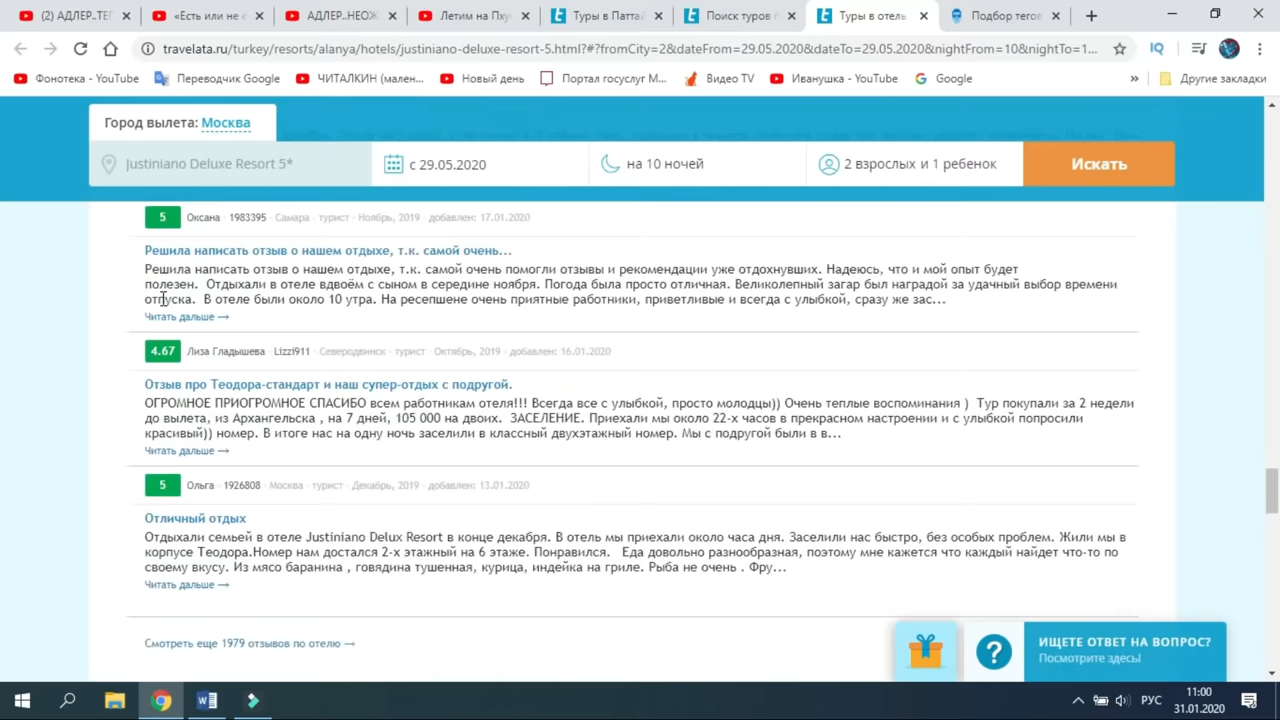 (2) АДЛЕР..ТЕГ
«Есть или не е
АДЛЕР..НЕОЖ
Летим на Пху
Туры в Паттай
Поиск туров п
Туры в отель
Подбор тегов
travelata.ru/turkey/resorts/alanya/hotels/justiniano-deluxe-resort-5.html?#?fromCity=2&dateFrom=29.05.2020&dateTo=29.05.2020&nightFrom=10&nightTo=1...
Фонотека - YouTube
Переводчик Google
ЧИТАЛКИН (мален...
Новый день
Портал госуслуг М...
Видео TV
Иванушка - YouTube
Google
»
Другие закладки
Город вылета: Москва
Justiniano Deluxe Resort 5*
с 29.05.2020
на 10 ночей
2 взрослых и 1 ребенок
Искать
5 Оксана · 1983395 · Самара · турист · Ноябрь, 2019 · добавлен: 17.01.2020
Решила написать отзыв о нашем отдыхе, т.к. самой очень...
Решила написать отзыв о нашем отдыхе, т.к. самой очень помогли отзывы и рекомендации уже отдохнувших. Надеюсь, что и мой опыт будет
полезен. Отдыхали в отеле вдвоём с сыном в середине ноября. Погода была просто отличная. Великолепный загар был наградой за удачный выбор времени
отпуска. В отеле были около 10 утра. На ресепшене очень приятные работники, приветливые и всегда с улыбкой, сразу же зас...
Читать дальше →
4.67 Лиза Гладышева Lizzi911 · Северодвинск · турист · Октябрь, 2019 · добавлен: 16.01.2020
Отзыв про Теодора-стандарт и наш супер-отдых с подругой.
ОГРОМНОЕ ПРИОГРОМНОЕ СПАСИБО всем работникам отеля!!! Всегда все с улыбкой, просто молодцы)) Очень теплые воспоминания ) Тур покупали за 2 недели
до вылета, из Архангельска , на 7 дней, 105 000 на двоих. ЗАСЕЛЕНИЕ. Приехали мы около 22-х часов в прекрасном настроении и с улыбкой попросили
красивый)) номер. В итоге нас на одну ночь заселили в классный двухэтажный номер. Мы с подругой были в в...
Читать дальше →
5 Ольга · 1926808 · Москва · турист · Декабрь, 2019 · добавлен: 13.01.2020
Отличный отдых
Отдыхали семьей в отеле Justiniano Delux Resort в конце декабря. В отель мы приехали около часа дня. Заселили нас быстро, без особых проблем. Жили мы в
корпусе Теодора.Номер нам достался 2-х этажный на 6 этаже. Понравился. Еда довольно разнообразная, поэтому мне кажется что каждый найдет что-то по
своему вкусу. Из мясо баранина , говядина тушенная, курица, индейка на гриле. Рыба не очень . Фру...
Читать дальше →
Смотреть еще 1979 отзывов по отелю →
?
ИЩЕТЕ ОТВЕТ НА ВОПРОС?
Посмотрите здесь!
РУС
11:00
31.01.2020